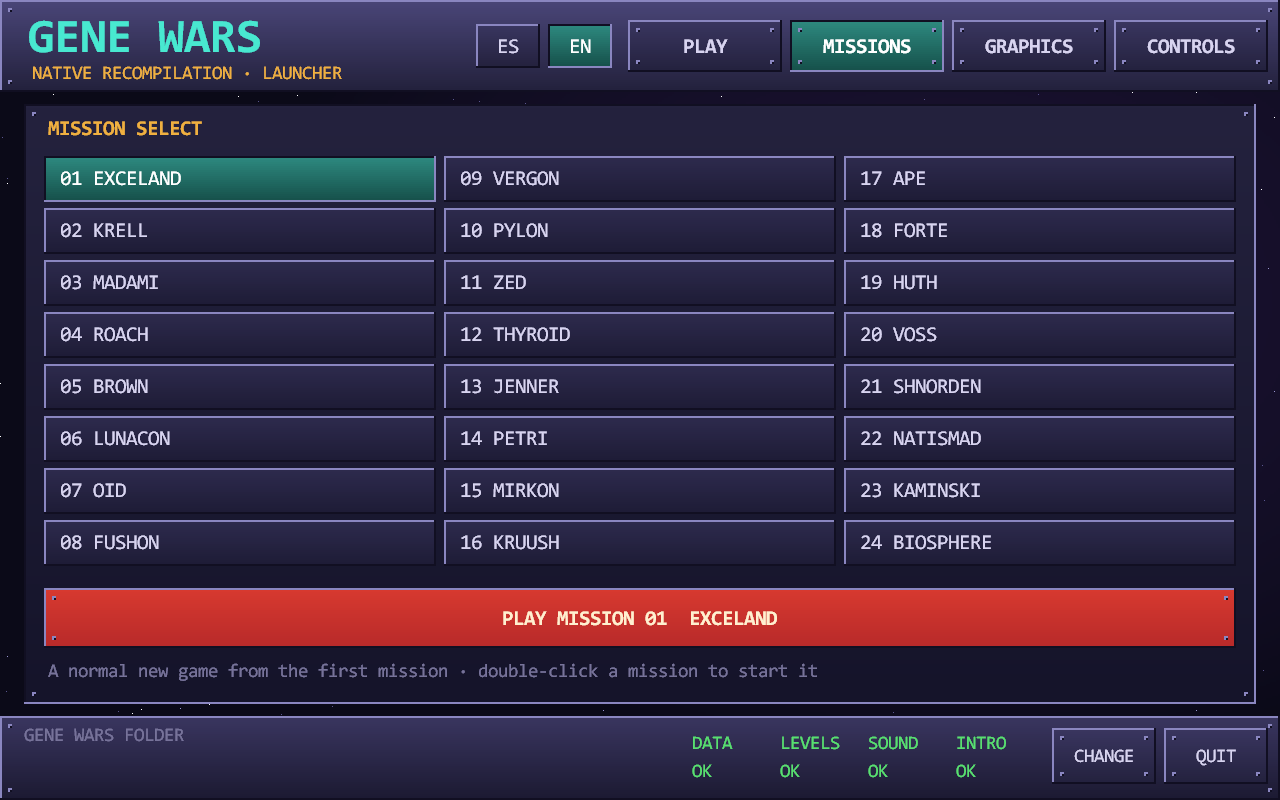 GENE WARS
NATIVE RECOMPILATION · LAUNCHER
ES
EN
PLAY
MISSIONS
GRAPHICS
CONTROLS
MISSION SELECT
01 EXCELAND
02 KRELL
03 MADAMI
04 ROACH
05 BROWN
06 LUNACON
07 OID
08 FUSHON
09 VERGON
10 PYLON
11 ZED
12 THYROID
13 JENNER
14 PETRI
15 MIRKON
16 KRUUSH
17 APE
18 FORTE
19 HUTH
20 VOSS
21 SHNORDEN
22 NATISMAD
23 KAMINSKI
24 BIOSPHERE
PLAY MISSION 01  EXCELAND
A normal new game from the first mission · double-click a mission to start it
GENE WARS FOLDER
DATA
OK
LEVELS
OK
SOUND
OK
INTRO
OK
CHANGE
QUIT